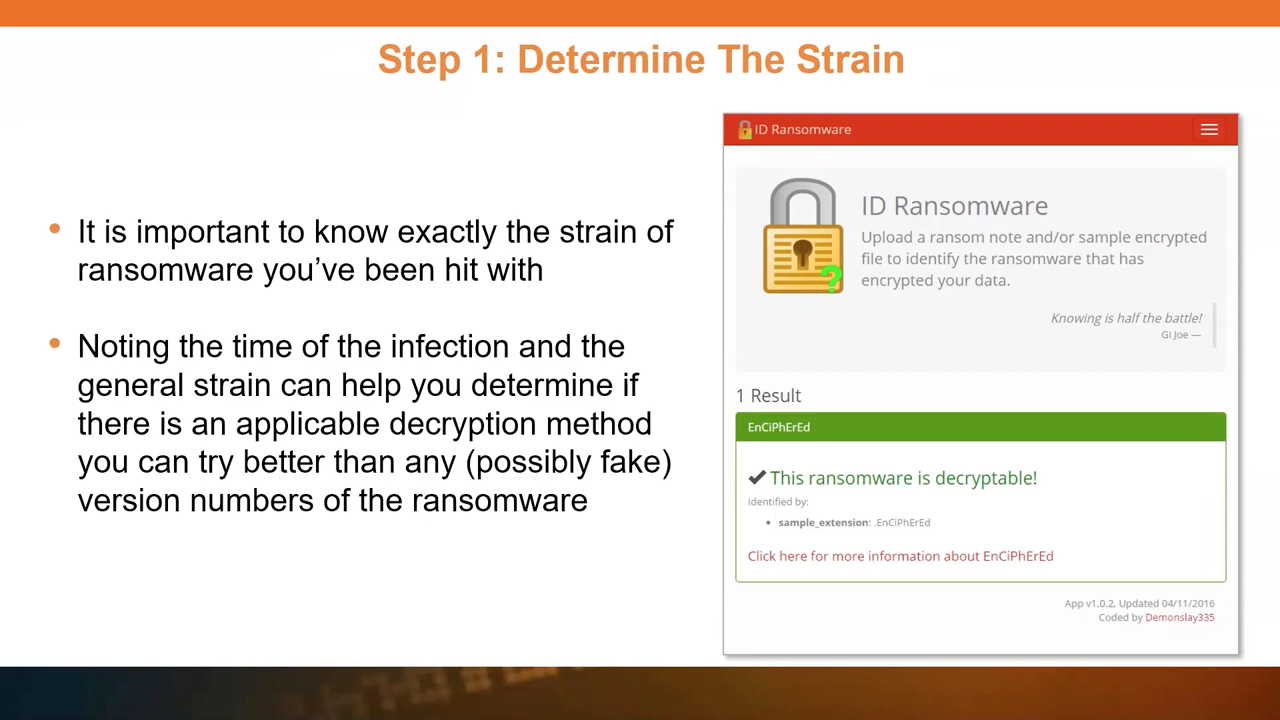 Step 1: Determine The Strain
• It is important to know exactly the strain of
ransomware you’ve been hit with
• Noting the time of the infection and the
general strain can help you determine if
there is an applicable decryption method
you can try better than any (possibly fake)
version numbers of the ransomware
ID Ransomware
ID Ransomware
Upload a ransom note and/or sample encrypted
file to identify the ransomware that has
encrypted your data.
Knowing is half the battle!
GI Joe —
1 Result
EnCiPhErEd
This ransomware is decryptable!
Identified by:
• sample_extension: .EnCiPhErEd
Click here for more information about EnCiPhErEd
App v1.0.2, Updated 04/11/2016
Coded by Demonslay335